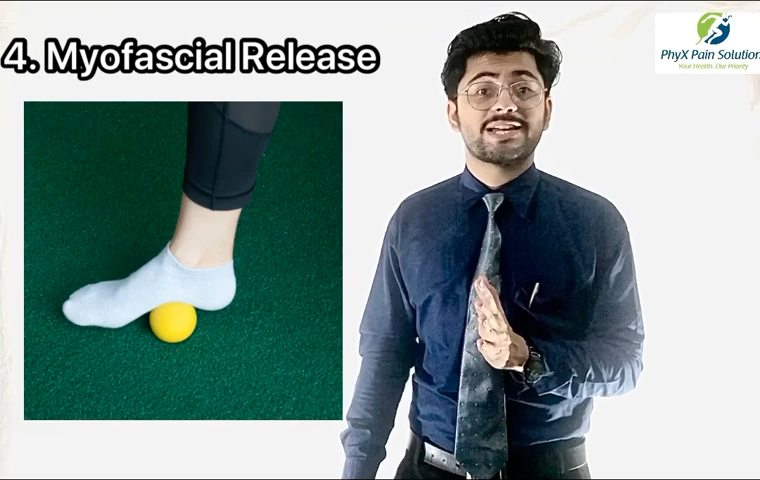 4. Myofascial Release
PhyX Pain Solution
Your Health, Our Priority